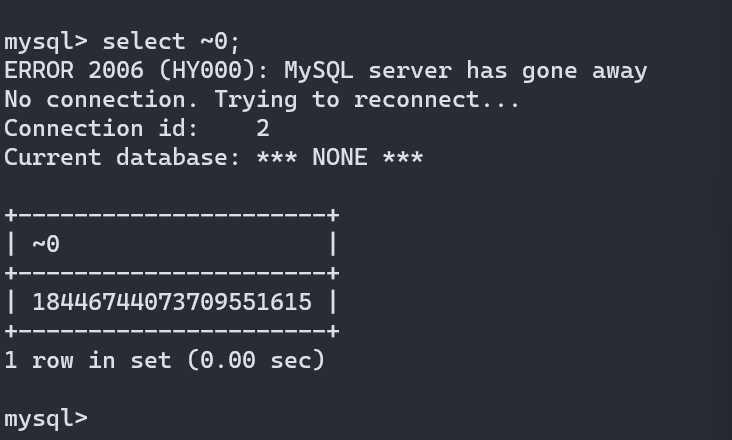 mysql> select ~0;
ERROR 2006 (HY000): MySQL server has gone away
No connection. Trying to reconnect...
Connection id:    2
Current database: *** NONE ***

+----------------------+
| ~0                   |
+----------------------+
| 18446744073709551615 |
+----------------------+
1 row in set (0.00 sec)

mysql>